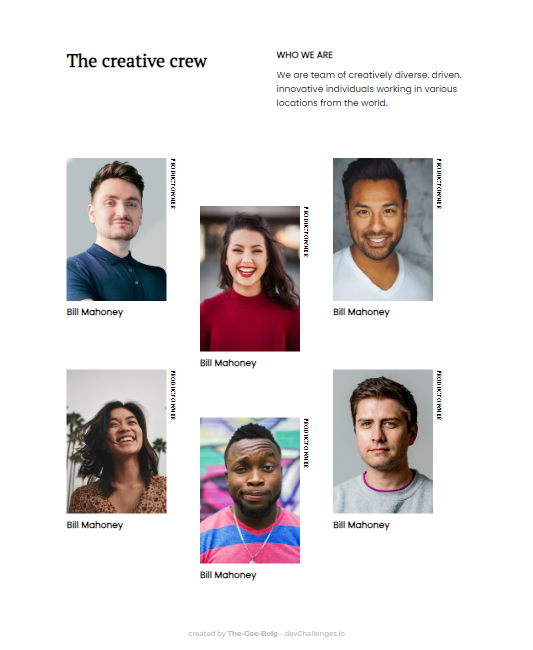 The creative crew
WHO WE ARE
We are team of creatively diverse. driven.
innovative individuals working in various
locations from the world.
PRODUCT OWNER
Bill Mahoney
PRODUCT OWNER
Bill Mahoney
PRODUCT OWNER
Bill Mahoney
PRODUCT OWNER
Bill Mahoney
PRODUCT OWNER
Bill Mahoney
PRODUCT OWNER
Bill Mahoney
created by The-Gae-Bolg - devChallenges.io